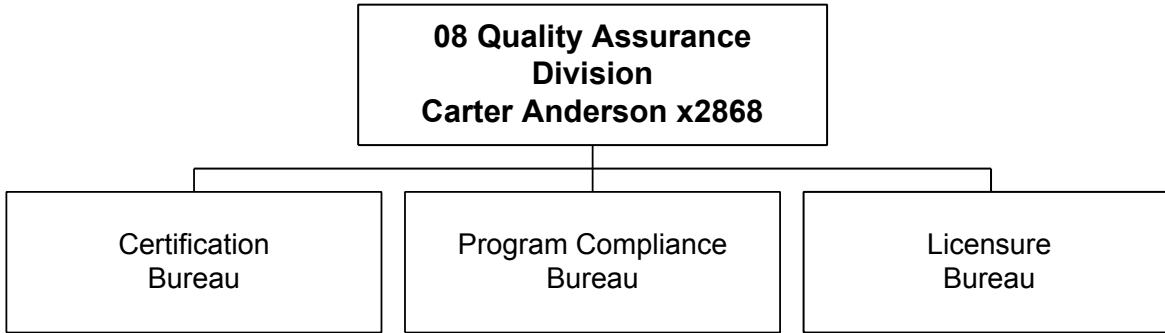 08 Quality Assurance
Division
Carter Anderson x2868
Certification
Bureau
Program Compliance
Bureau
Licensure
Bureau